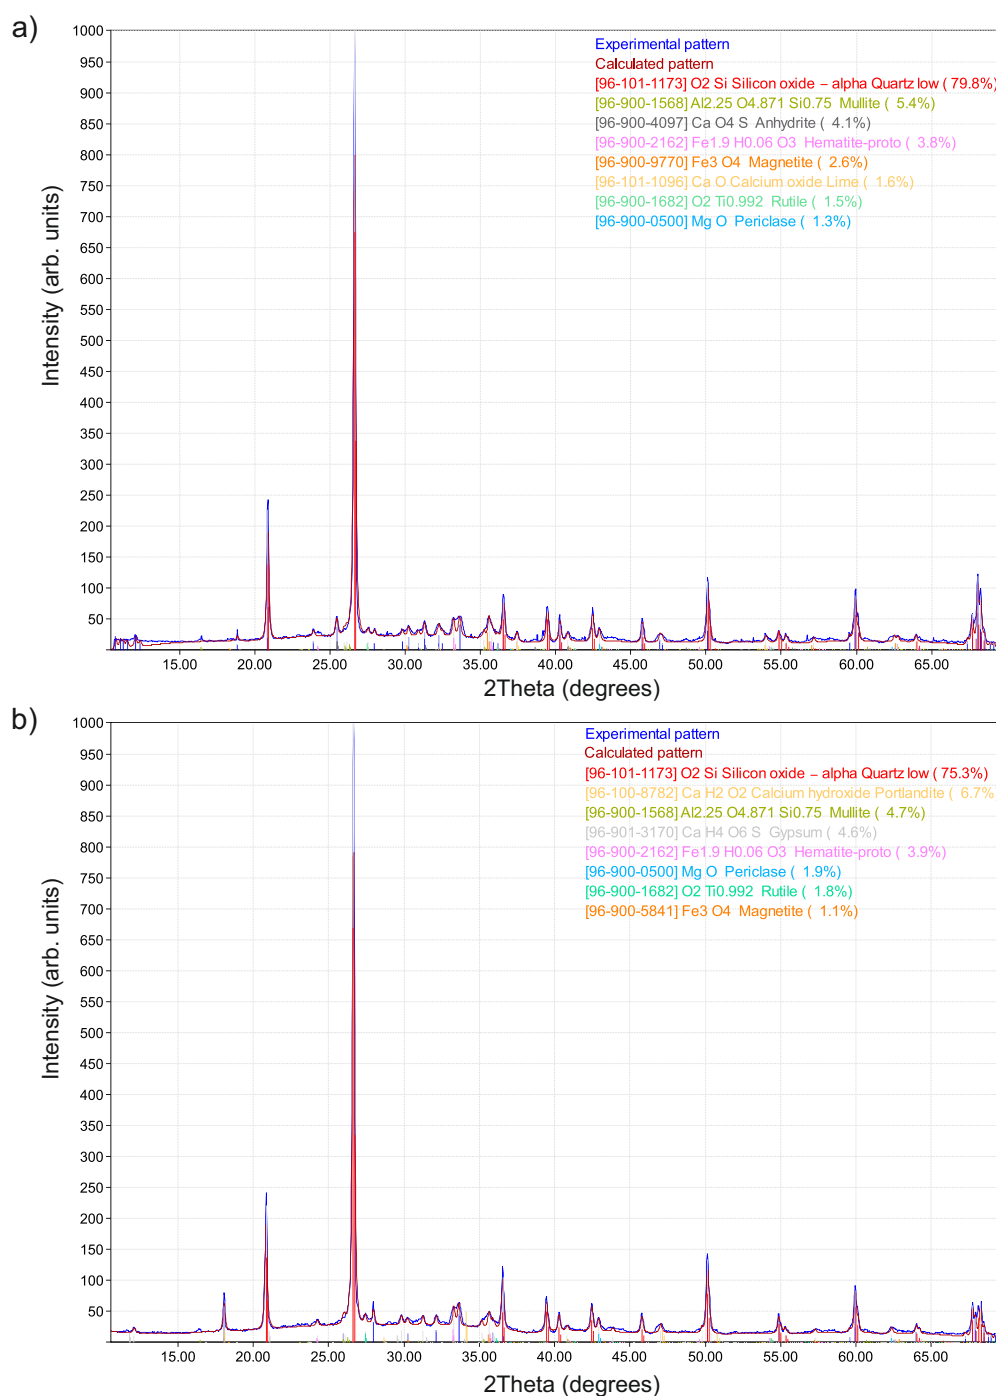 a)
1000
950
900
850
800
750
700
650
600
550
500
450
400
350
300
250
200
150
100
50
Intensity (arb. units)
Experimental pattern
Calculated pattern
[96-101-1173] O2 Si Silicon oxide – alpha Quartz low ( 79.8%)
[96-900-1568] Al2.25 O4.871 Si0.75 Mullite ( 5.4%)
[96-900-4097] Ca O4 S Anhydrite ( 4.1%)
[96-900-2162] Fe1.9 H0.06 O3 Hematite-proto ( 3.8%)
[96-900-9770] Fe3 O4 Magnetite ( 2.6%)
[96-101-1096] Ca O Calcium oxide Lime ( 1.6%)
[96-900-1682] O2 Ti0.992 Rutile ( 1.5%)
[96-900-0500] Mg O Periclase ( 1.3%)
15.00 20.00 25.00 30.00 35.00 40.00 45.00 50.00 55.00 60.00 65.00
2Theta (degrees)
b)
1000
950
900
850
800
750
700
650
600
550
500
450
400
350
300
250
200
150
100
50
Intensity (arb. units)
Experimental pattern
Calculated pattern
[96-101-1173] O2 Si Silicon oxide – alpha Quartz low ( 75.3%)
[96-100-8782] Ca H2 O2 Calcium hydroxide Portlandite ( 6.7%
[96-900-1568] Al2.25 O4.871 Si0.75 Mullite ( 4.7%)
[96-901-3170] Ca H4 O6 S Gypsum ( 4.6%)
[96-900-2162] Fe1.9 H0.06 O3 Hematite-proto ( 3.9%)
[96-900-0500] Mg O Periclase ( 1.9%)
[96-900-1682] O2 Ti0.992 Rutile ( 1.8%)
[96-900-5841] Fe3 O4 Magnetite ( 1.1%)
15.00 20.00 25.00 30.00 35.00 40.00 45.00 50.00 55.00 60.00 65.00
2Theta (degrees)